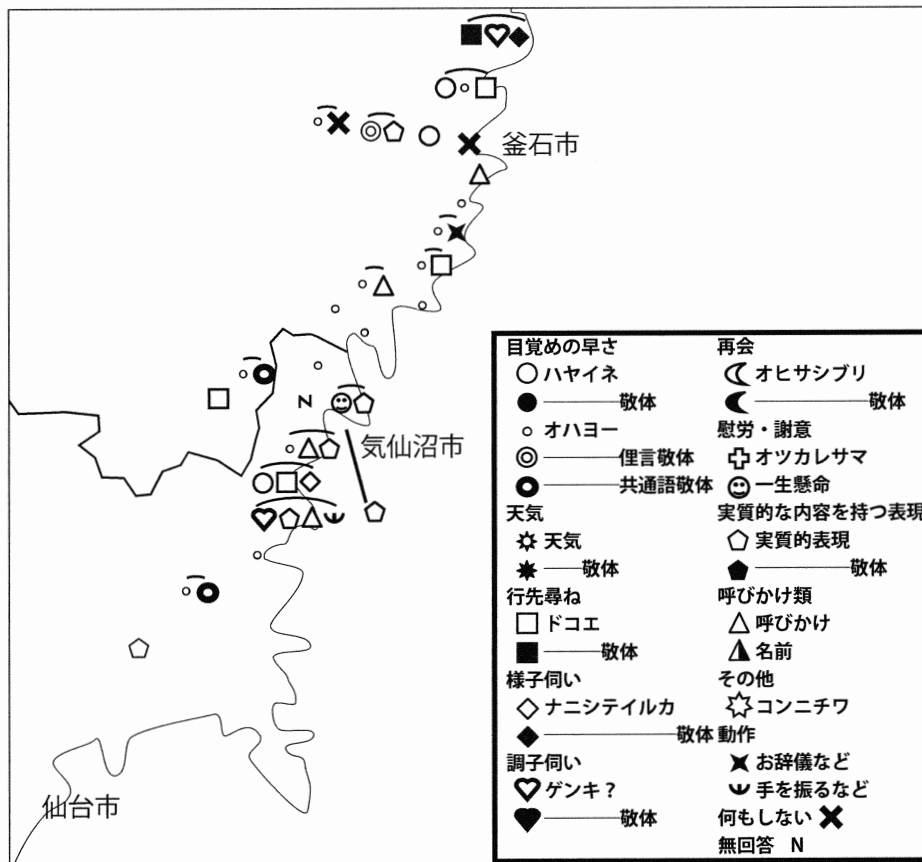 釜石市
気仙沼市
N
仙台市
目覚めの早さ
ハヤイネ
敬体
オハヨー
俚言敬体
共通語敬体
天気
天気
敬体
行先尋ね
ドコエ
敬体
様子伺い
ナニシテイルカ
敬体
調子伺い
ゲンキ？
敬体
再会
オヒサシブリ
敬体
慰労・謝意
オツカレサマ
一生懸命
実質的な内容を持つ表現
実質的表現
敬体
呼びかけ類
呼びかけ
名前
その他
コンニチワ
動作
お辞儀など
手を振るなど
何もしない
無回答 N